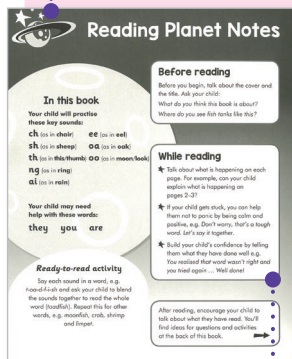 Reading Planet Notes
In this book
Your child will practise
these key sounds:
ch (as in chair) ee (as in eel)
sh (as in sheep) oa (as in oak)
th (as in this/thumb) oo (as in moon/look)
ng (as in ring)
ai (as in rain)
Your child may need
help with these words:
they you are
Ready-to-read activity
Say each sound in a word, e.g.
t-oa-d-f-i-sh and ask your child to blend
the sounds together to read the whole
word (toadfish). Repeat this for other
words, e.g. moonfish, crab, shrimp
and limpet.
Before reading
Before you begin, talk about the cover and
the title. Ask your child:
What do you think this book is about?
Where do you see fish tanks like this?
While reading
Talk about what is happening on each
page. For example, can your child
explain what is happening on
pages 2–3?
If your child gets stuck, you can help
them not to panic by being calm and
positive, e.g. Don't worry, that's a tough
word. Let's say it together.
Build your child's confidence by telling
them what they have done well e.g.
You realised that word wasn't right and
you tried again ... Well done!
After reading, encourage your child to
talk about what they have read. You'll
find ideas for questions and activities
at the back of this book.